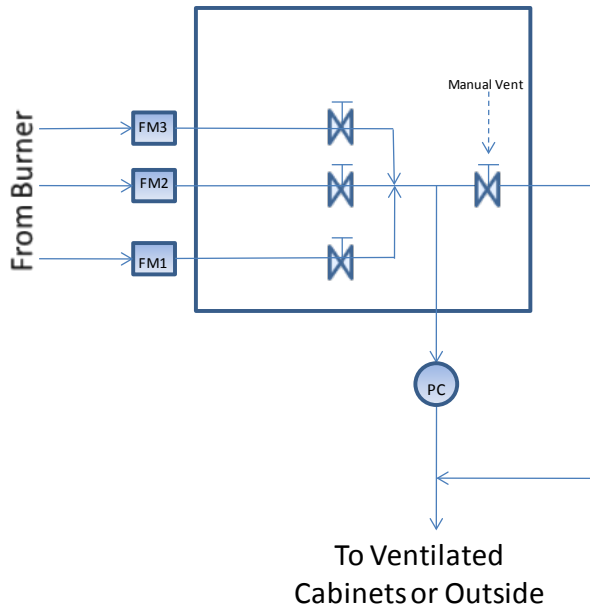 Manual Vent
From Burner
FM3
FM2
FM1
PC
To Ventilated
Cabinets or Outside